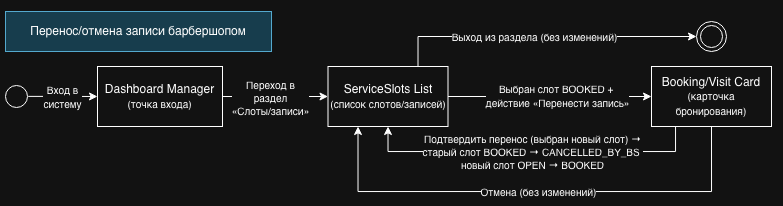 Перенос/отмена записи барбершопом
Выход из раздела (без изменений)
Вход в
систему
Dashboard Manager
(точка входа)
Переход в
раздел
«Слоты/записи»
ServiceSlots List
(список слотов/записей)
Выбран слот BOOKED +
действие «Перенести запись»
Booking/Visit Card
(карточка
бронирования)
Подтвердить перенос (выбран новый слот) →
старый слот BOOKED → CANCELLED_BY_BS
новый слот OPEN → BOOKED
Отмена (без изменений)